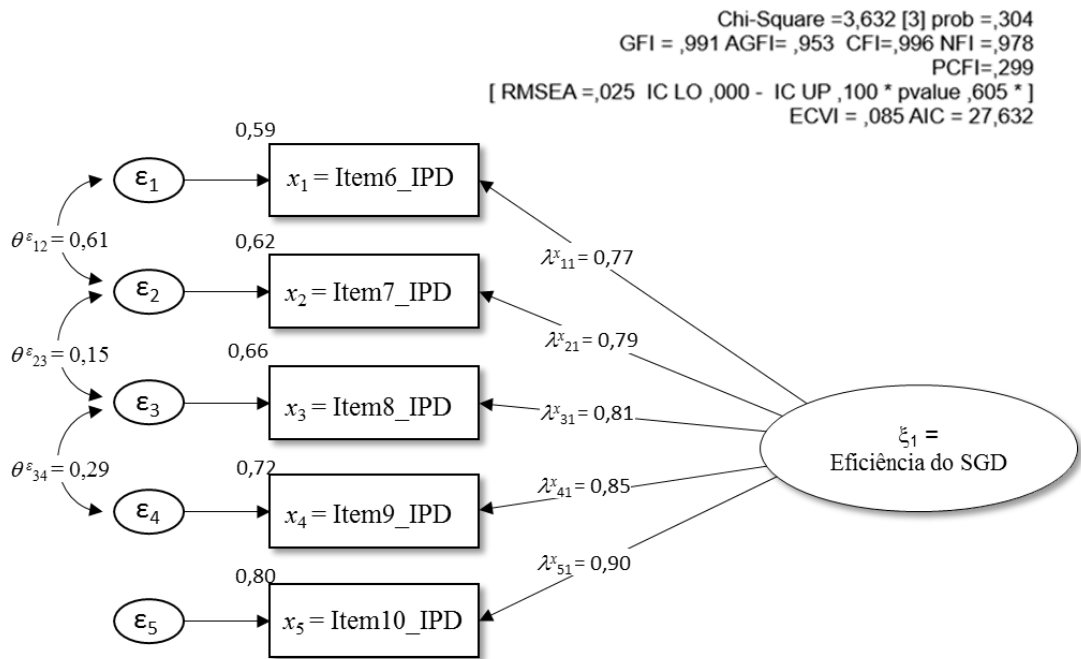 Chi-Square =3,632 [3] prob =,304
GFI = ,991 AGFI= ,953 CFI=,996 NFI =,978
PCFI=,299
[ RMSEA =,025 IC LO ,000 - IC UP ,100 * pvalue ,605 * ]
ECVI = ,085 AIC = 27,632
0,59
ε1
x1 = Item6_IPD
θε12 = 0,61
λx11= 0,77
0,62
ε2
x2 = Item7_IPD
λx21= 0,79
θε23 = 0,15
0,66
ε3
x3 = Item8_IPD
λx31= 0,81
ξ1 =
Eficiência do SGD
θε34 = 0,29
0,72
ε4
x4 = Item9_IPD
λx41= 0,85
0,80
ε5
x5 = Item10_IPD
λx51= 0,90